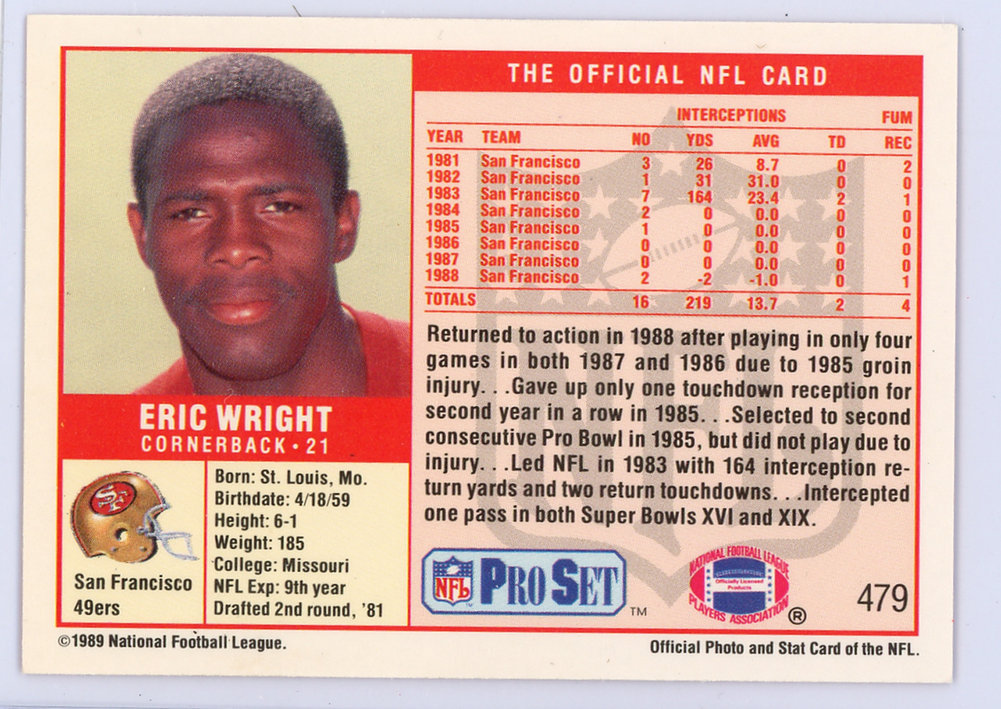 THE OFFICIAL NFL CARD
INTERCEPTIONS FUM
YEAR TEAM NO YDS AVG TD REC
1981 San Francisco 3 26 8.7 0 2
1982 San Francisco 1 31 31.0 0 0
1983 San Francisco 7 164 23.4 2 1
1984 San Francisco 2 0 0.0 0 0
1985 San Francisco 1 0 0.0 0 0
1986 San Francisco 0 0 0.0 0 0
1987 San Francisco 0 0 0.0 0 0
1988 San Francisco 2 -2 -1.0 0 1
TOTALS 16 219 13.7 2 4
Returned to action in 1988 after playing in only four
games in both 1987 and 1986 due to 1985 groin
injury. . .Gave up only one touchdown reception for
second year in a row in 1985. . .Selected to second
consecutive Pro Bowl in 1985, but did not play due to
injury. . .Led NFL in 1983 with 164 interception re-
turn yards and two return touchdowns. . .Intercepted
one pass in both Super Bowls XVI and XIX.
ERIC WRIGHT
CORNERBACK • 21
SF
San Francisco
49ers
Born: St. Louis, Mo.
Birthdate: 4/18/59
Height: 6-1
Weight: 185
College: Missouri
NFL Exp: 9th year
Drafted 2nd round, '81
NFL PRO SET ™
NATIONAL FOOTBALL LEAGUE
Officially Licensed
Products
PLAYERS ASSOCIATION ®
479
©1989 National Football League.
Official Photo and Stat Card of the NFL.